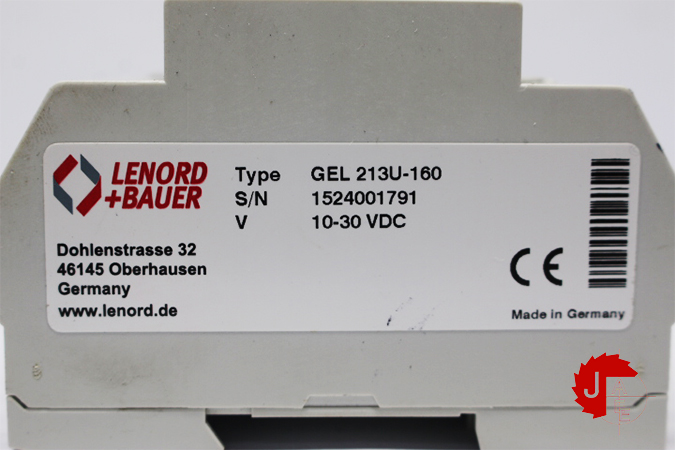 LENORD
+BAUER
Type GEL 213U-160
S/N 1524001791
V 10-30 VDC
Dohlenstrasse 32
46145 Oberhausen
Germany
www.lenord.de
CE
Made in Germany
J